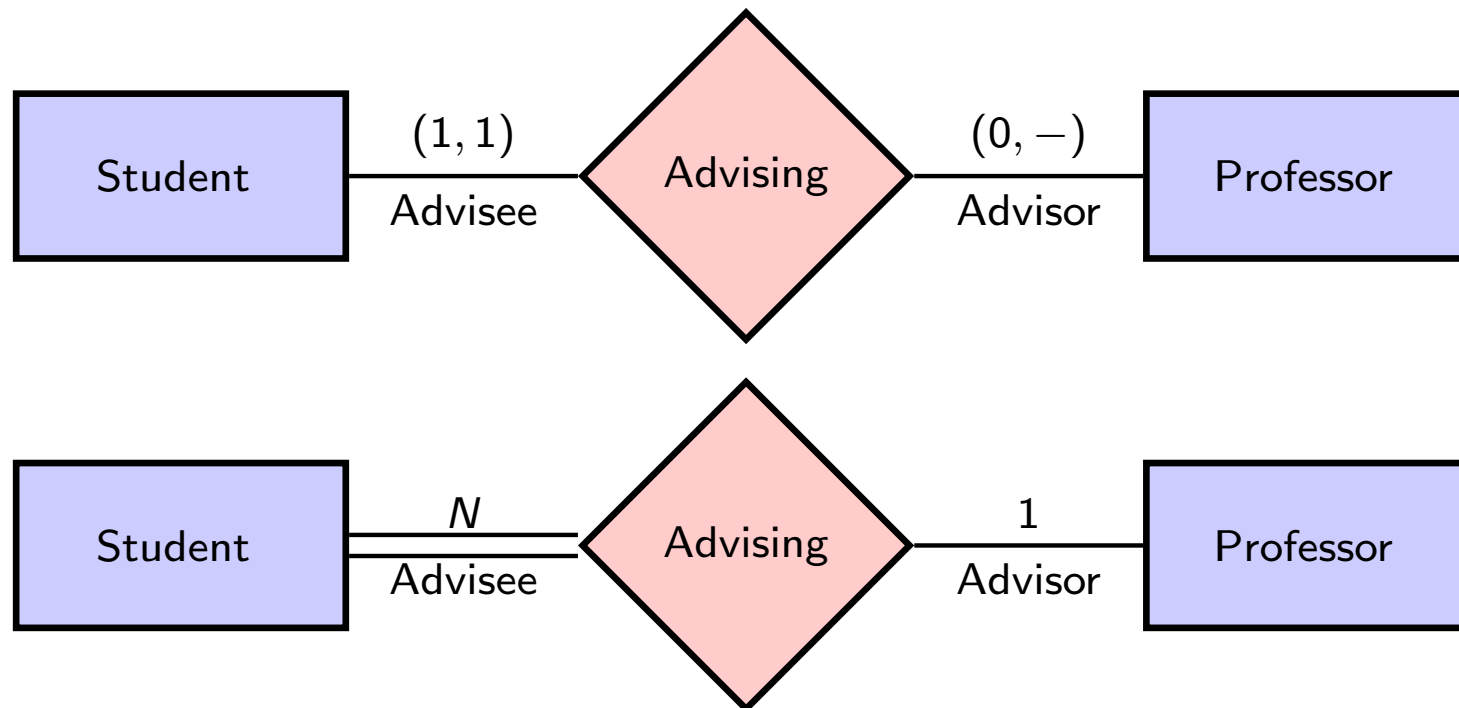 (1, 1) (0, −)
Student Advising Professor
Advisee Advisor
N 1
Student Advising Professor
Advisee Advisor